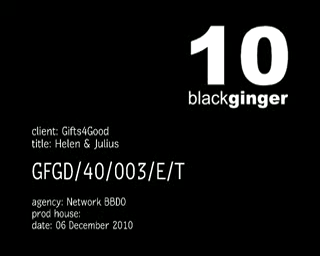 10
blackginger
client: Gifts4Good
title: Helen & Julius
GFGD/40/003/E/T
agency: Network BBDO
prod house:
date: 06 December 2010